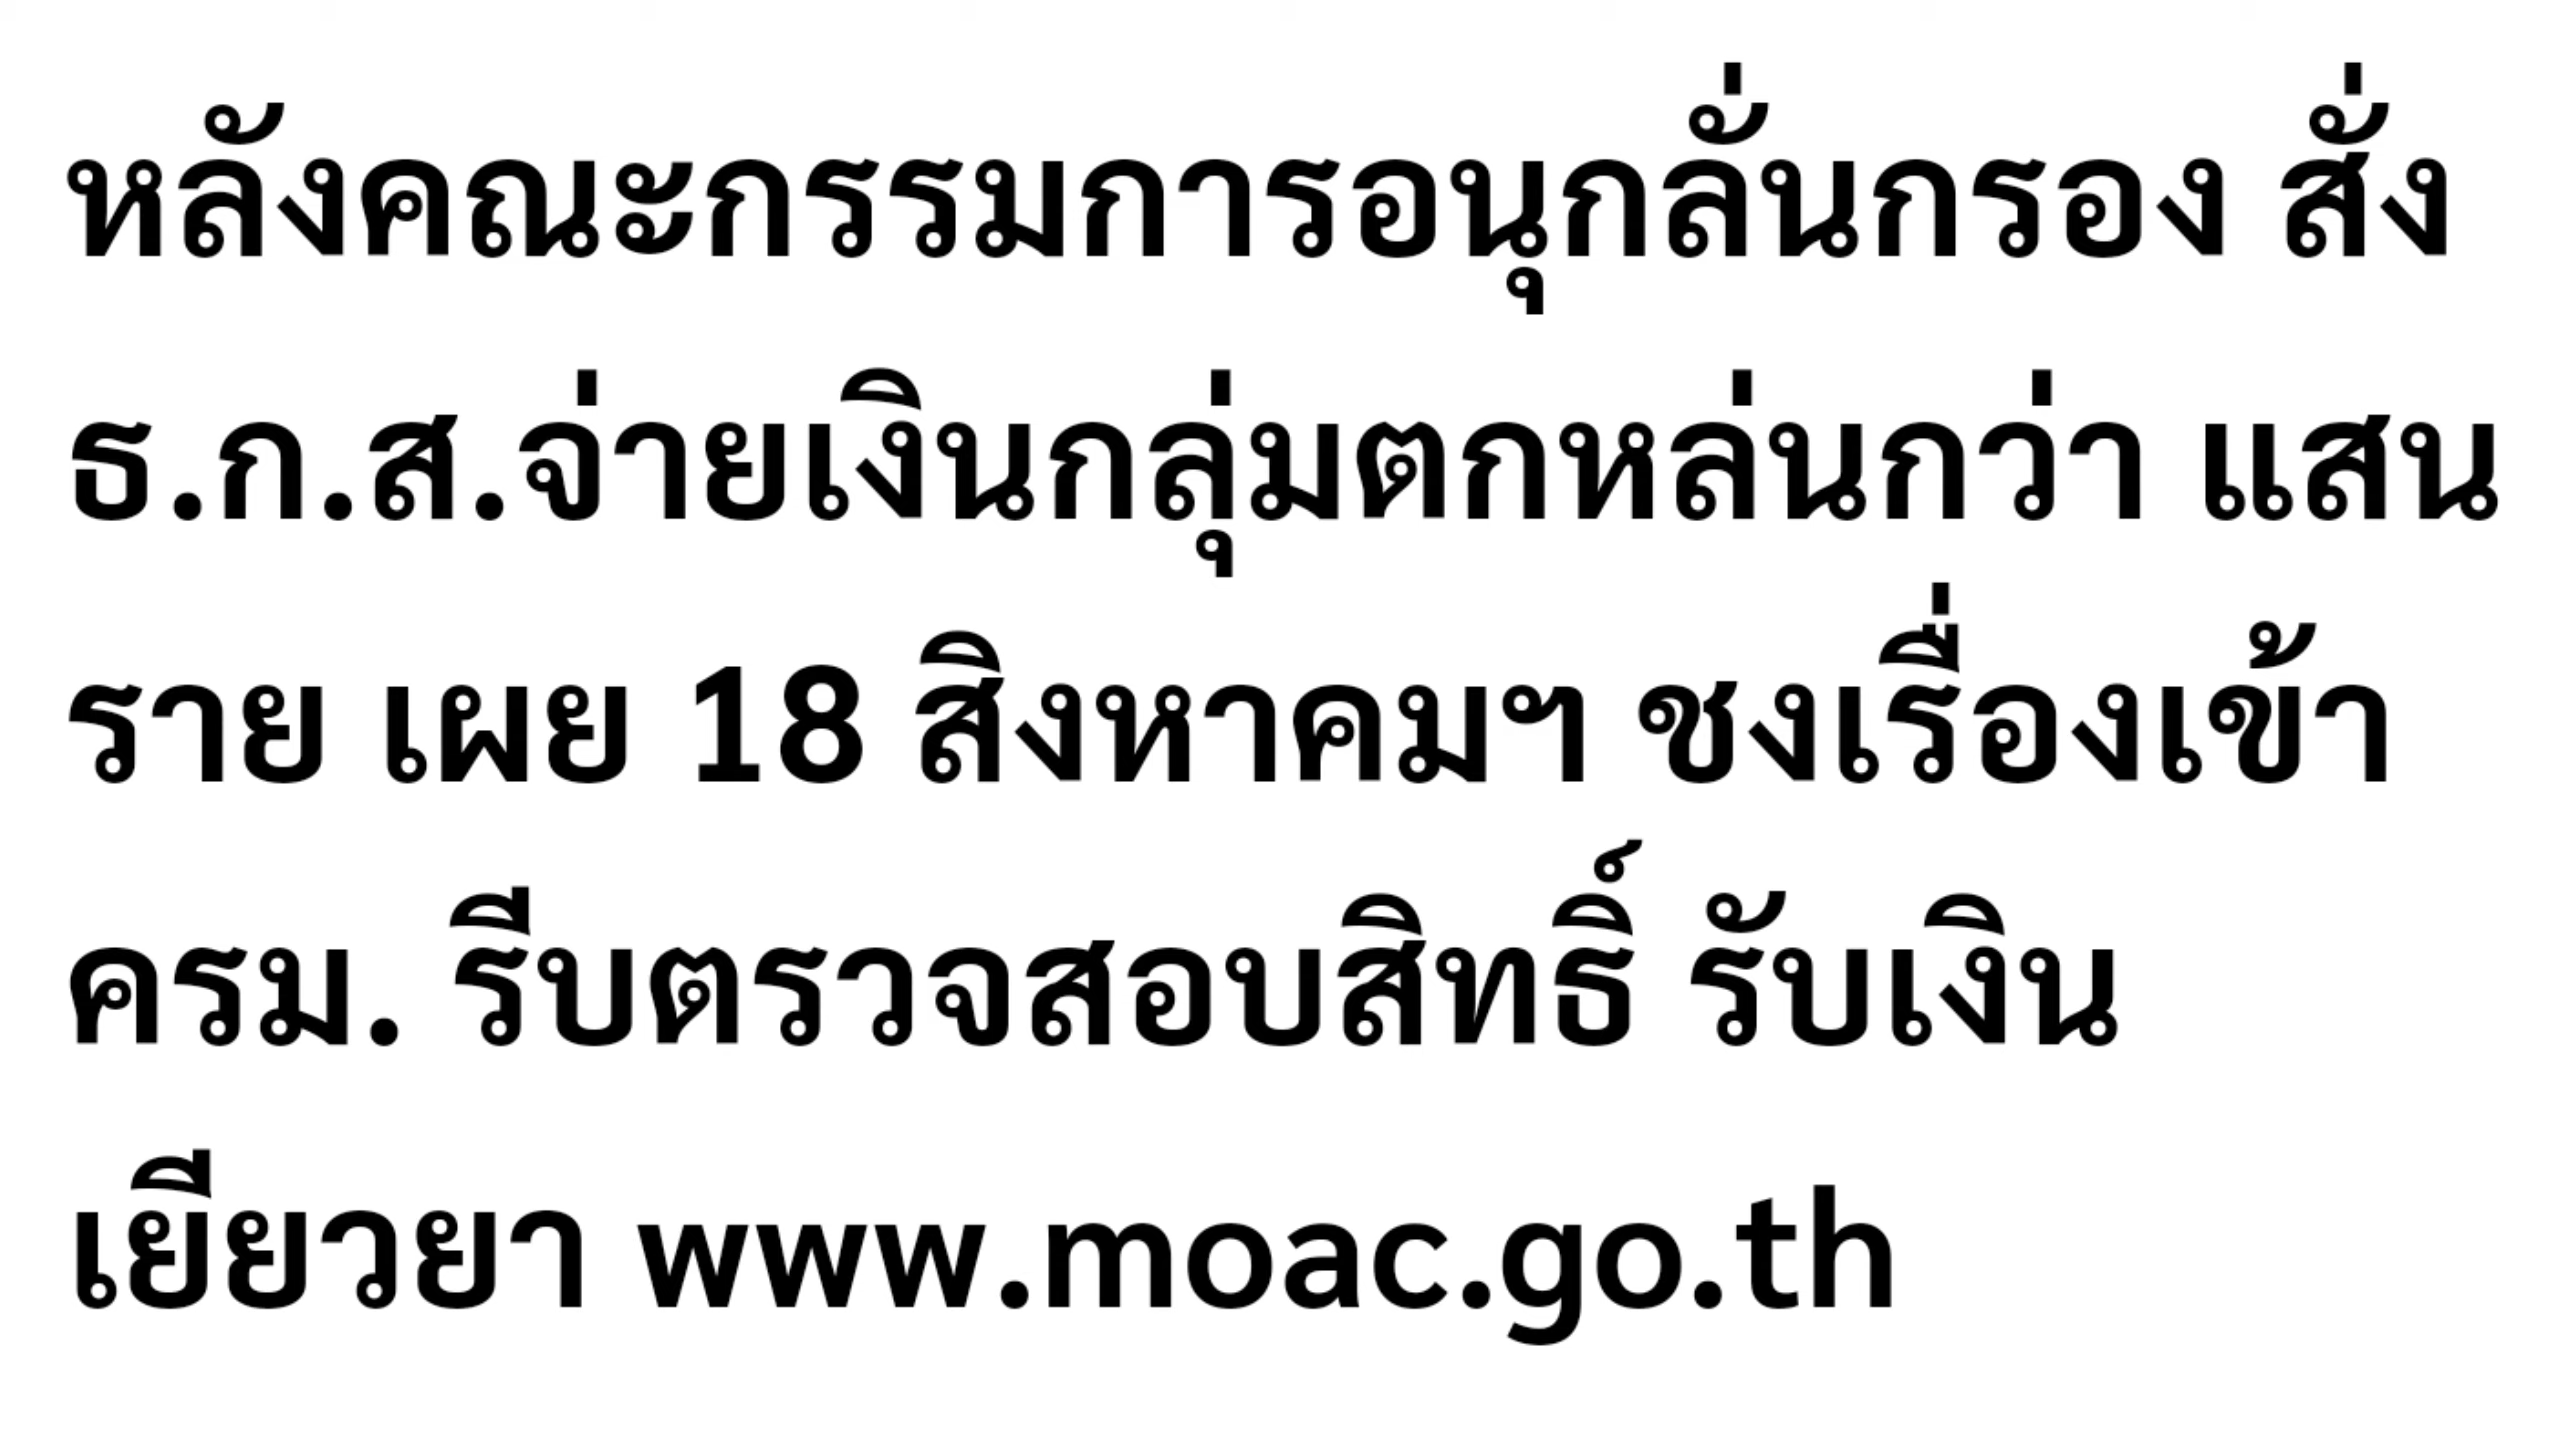 หลังคณะกรรมการอนุกลั่นกรอง สั่ง
ธ.ก.ส.จ่ายเงินกลุ่มตกหล่นกว่า แสน
ราย เผย 18 สิงหาคมฯ ชงเรื่องเข้า
ครม. รีบตรวจสอบสิทธิ์ รับเงิน
เยียวยา www.moac.go.th